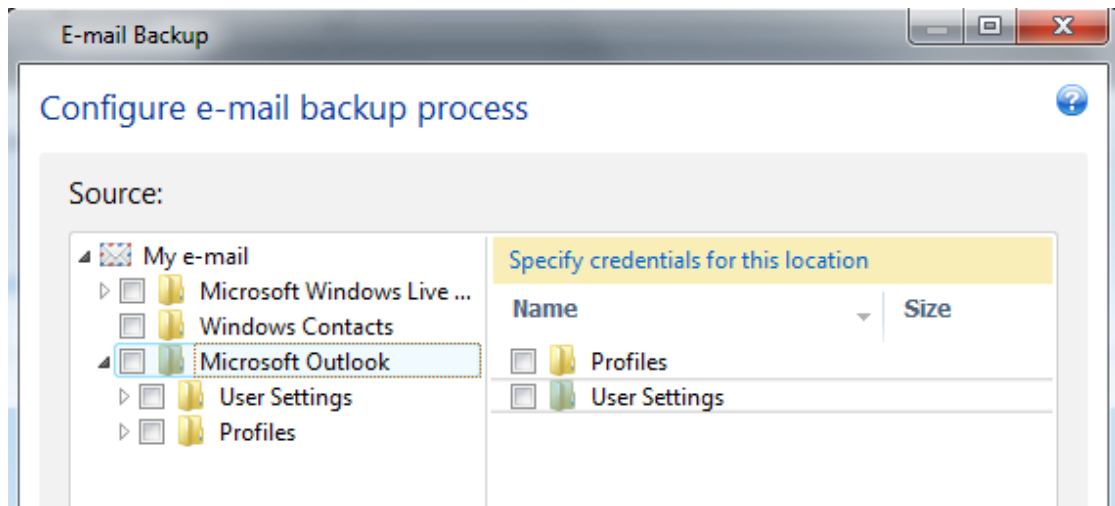 E-mail Backup
Configure e-mail backup process
Source:
My e-mail
Microsoft Windows Live ...
Windows Contacts
Microsoft Outlook
User Settings
Profiles
Specify credentials for this location
Name Size
Profiles
User Settings